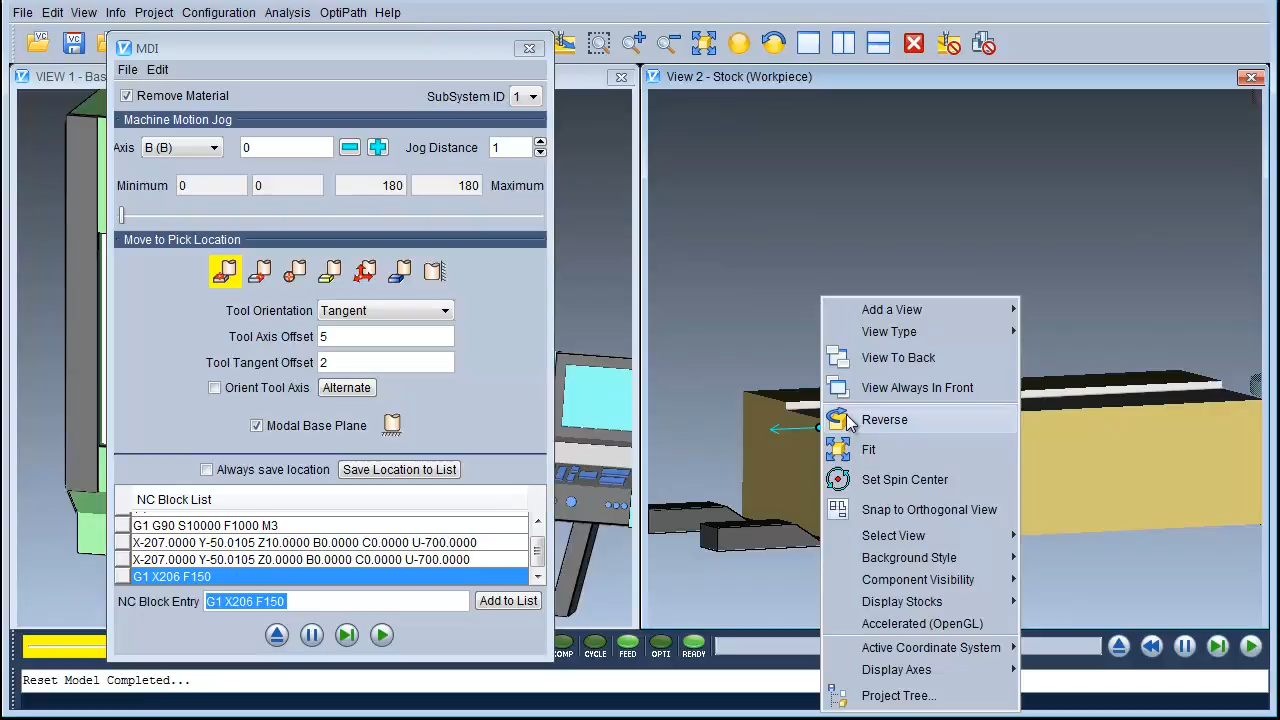 File Edit View Info Project Configuration Analysis OptiPath Help
VIEW 1 - Bas
View 2 - Stock (Workpiece)
MDI
File Edit
Remove Material
SubSystem ID 1
Machine Motion Jog
Axis B (B) 0 Jog Distance 1
Minimum 0 0 180 180 Maximum
Move to Pick Location
Tool Orientation Tangent
Tool Axis Offset 5
Tool Tangent Offset 2
Orient Tool Axis Alternate
Modal Base Plane
Always save location Save Location to List
NC Block List
G1 G90 S10000 F1000 M3
X-207.0000 Y-50.0105 Z10.0000 B0.0000 C0.0000 U-700.0000
X-207.0000 Y-50.0105 Z0.0000 B0.0000 C0.0000 U-700.0000
G1 X206 F150
NC Block Entry G1 X206 F150 Add to List
Add a View
View Type
View To Back
View Always In Front
Reverse
Fit
Set Spin Center
Snap to Orthogonal View
Select View
Background Style
Component Visibility
Display Stocks
Accelerated (OpenGL)
Active Coordinate System
Display Axes
Project Tree...
COMP CYCLE FEED OPTI READY
Reset Model Completed...